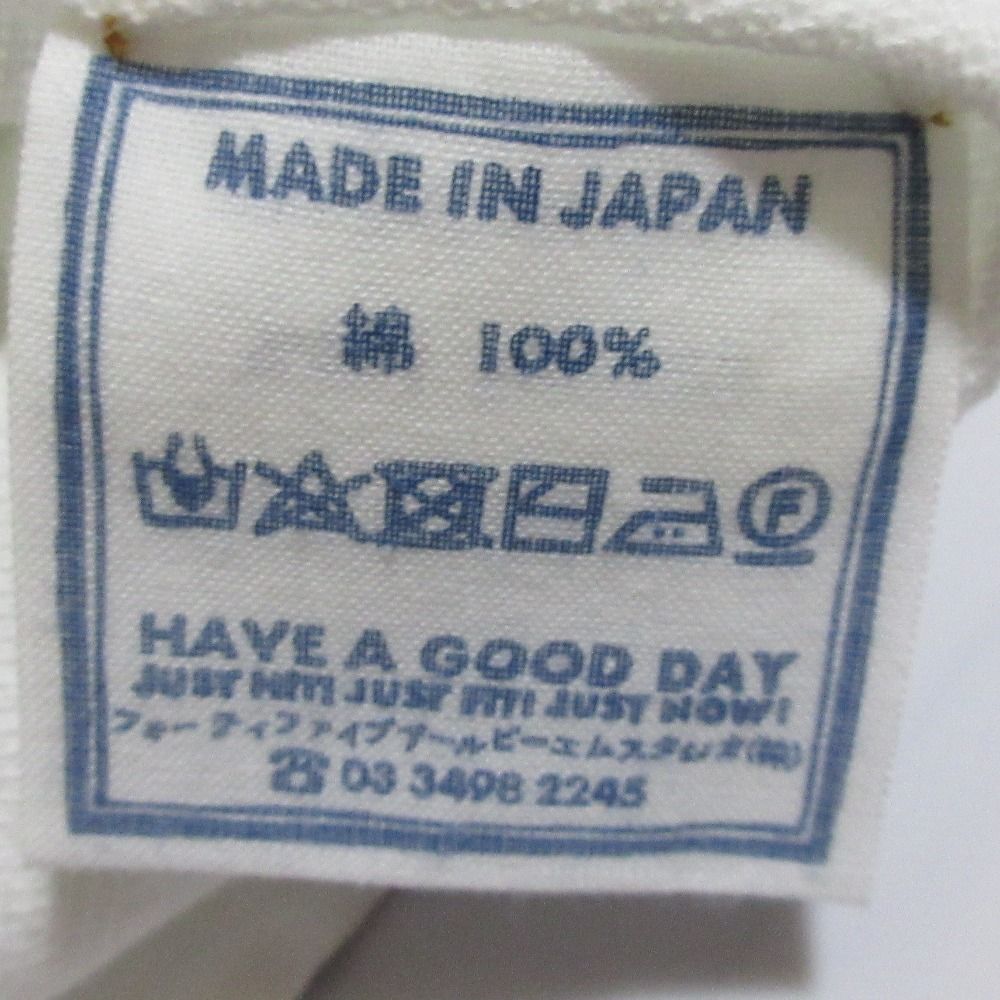 MADE IN JAPAN
綿 100%
F
HAVE A GOOD DAY
JUST HIT! JUST FIT! JUST NOW!
フォーティファイブアールピーエムスタジオ(株)
☎ 03 3498 2245